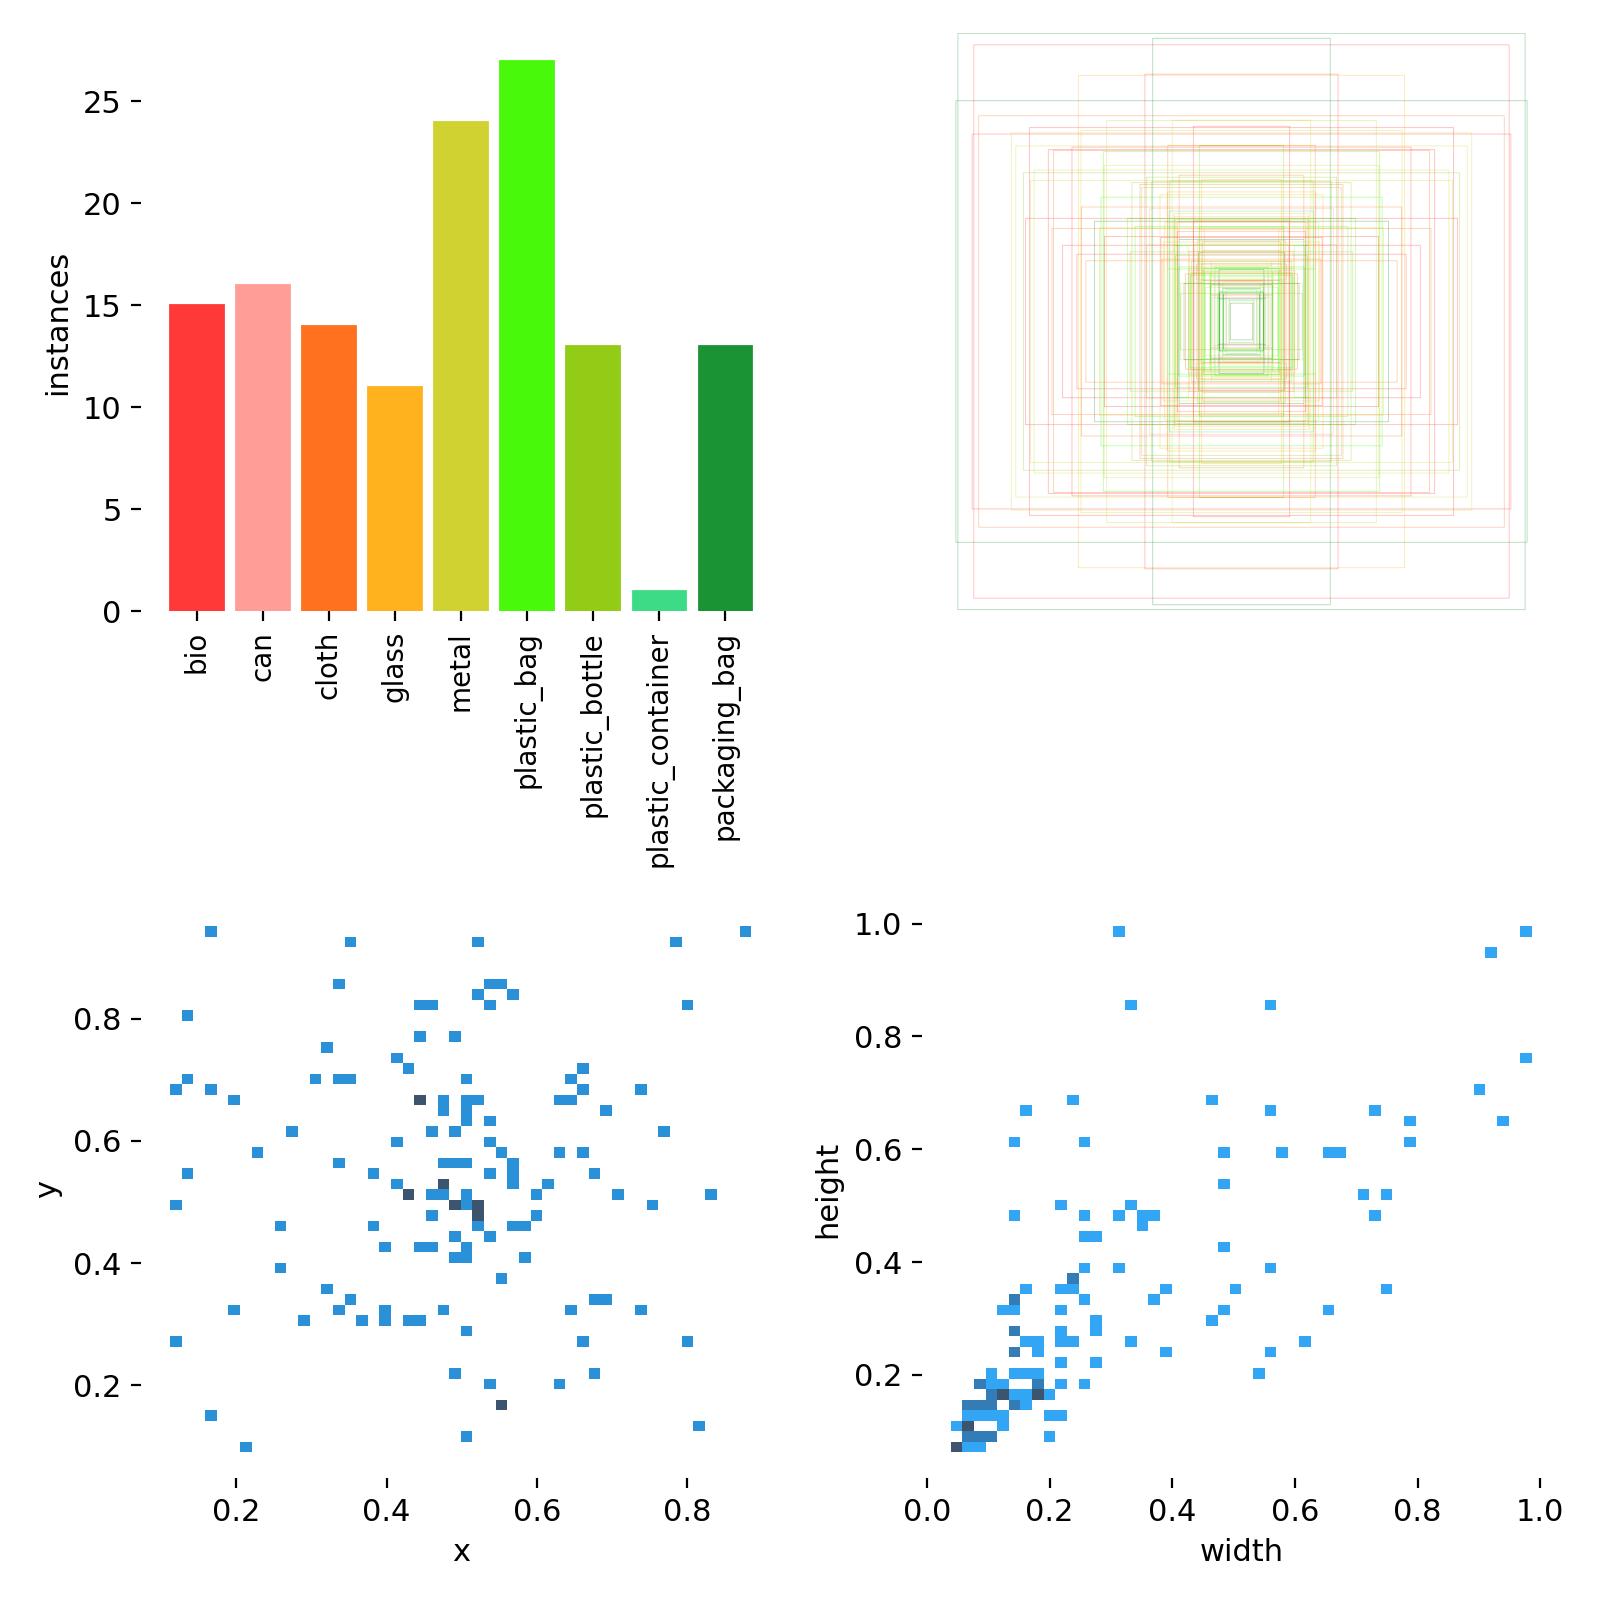 instances
25
20
15
10
5
0
bio
can
cloth
glass
metal
plastic_bag
plastic_bottle
plastic_container
packaging_bag
y
0.8
0.6
0.4
0.2
0.2 0.4 0.6 0.8
x
height
1.0
0.8
0.6
0.4
0.2
0.0 0.2 0.4 0.6 0.8 1.0
width